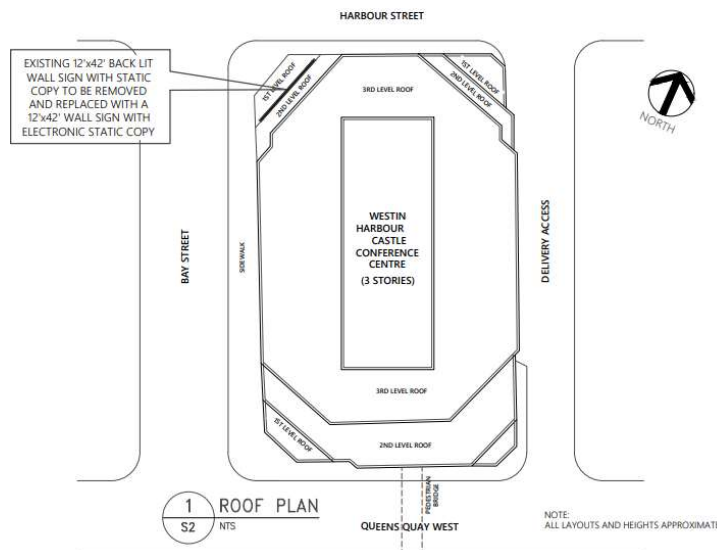 HARBOUR STREET
EXISTING 12'x42' BACK LIT
WALL SIGN WITH STATIC
COPY TO BE REMOVED
AND REPLACED WITH A
12'x42' WALL SIGN WITH
ELECTRONIC STATIC COPY
1ST LEVEL ROOF
2ND LEVEL ROOF
3RD LEVEL ROOF
1ST LEVEL ROOF
2ND LEVEL ROOF
NORTH
BAY STREET
SIDEWALK
WESTIN
HARBOUR
CASTLE
CONFERENCE
CENTRE
(3 STORIES)
DELIVERY ACCESS
3RD LEVEL ROOF
1ST LEVEL ROOF
2ND LEVEL ROOF
PEDESTRIAN
BRIDGE
1
S2
ROOF PLAN
NTS
QUEENS QUAY WEST
NOTE:
ALL LAYOUTS AND HEIGHTS APPROXIMAT